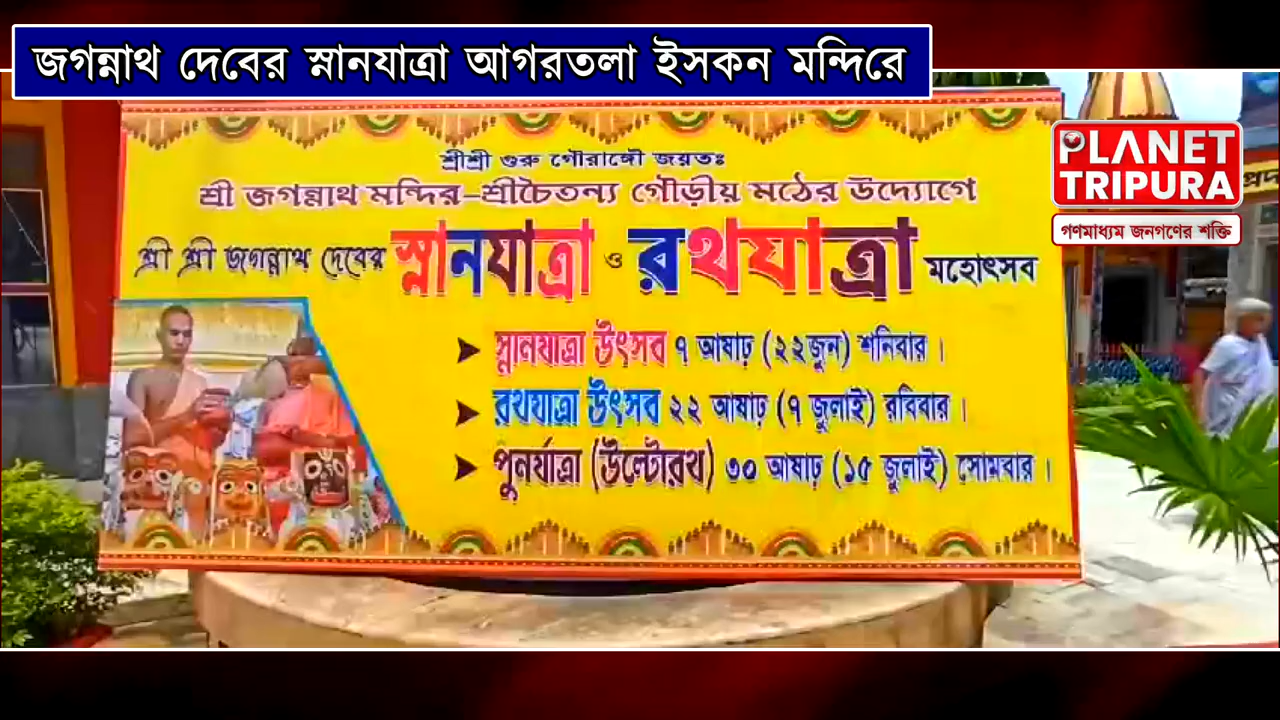 জগন্নাথ দেবের স্নানযাত্রা আগরতলা ইসকন মন্দিরে
PLANET
TRIPURA
গণমাধ্যম জনগণের শক্তি
শ্রীশ্রী গুরু গৌরাঙ্গৌ জয়তঃ
শ্রী জগন্নাথ মন্দির-শ্রীচৈতন্য গৌড়ীয় মঠের উদ্যোগে
শ্রী শ্রী জগন্নাথ দেবের স্নানযাত্রা ও রথযাত্রা মহোৎসব
➤ স্নানযাত্রা উৎসব ৭ আষাঢ় (২২জুন) শনিবার।
➤ রথযাত্রা উৎসব ২২ আষাঢ় (৭ জুলাই) রবিবার।
➤ পুনর্যাত্রা (উল্টোরথ) ৩০ আষাঢ় (১৫ জুলাই) সোমবার।